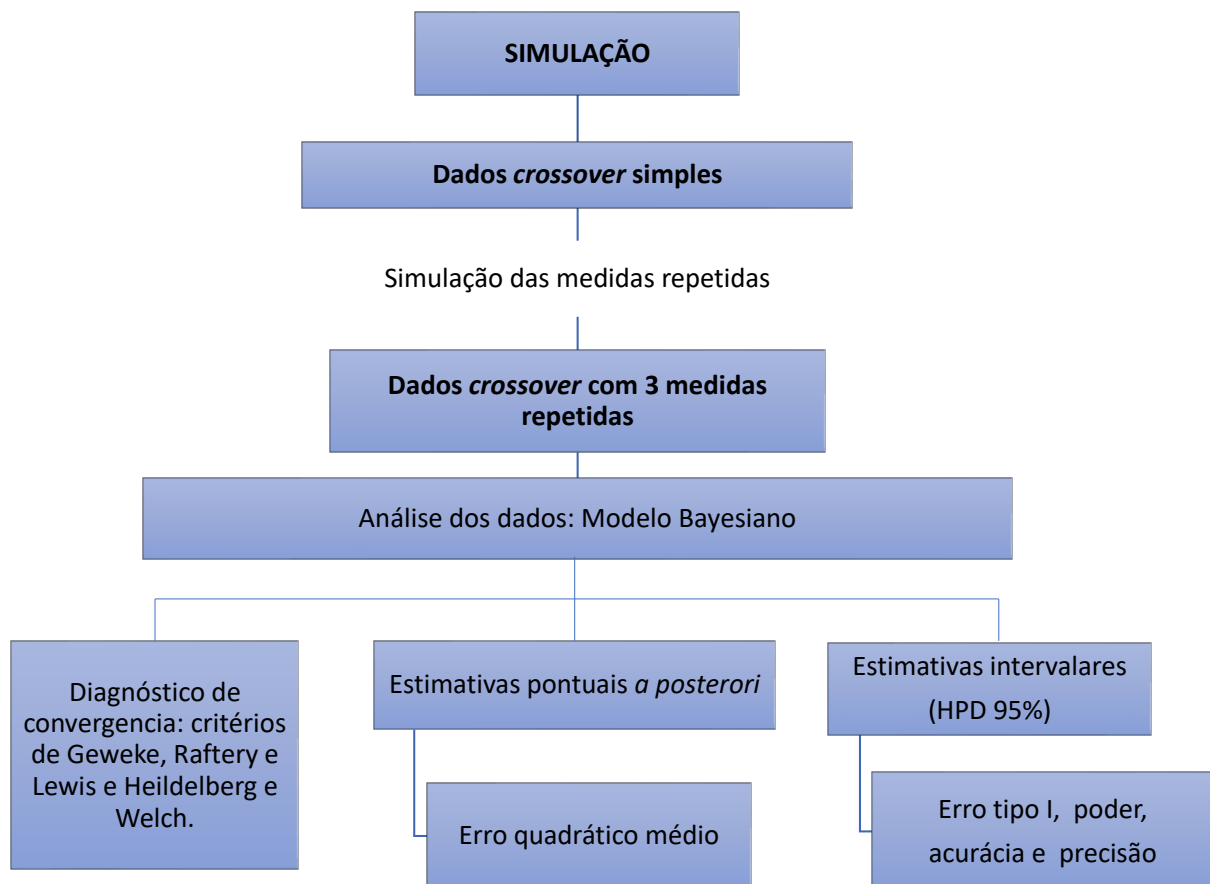 SIMULAÇÃO
Dados crossover simples
Simulação das medidas repetidas
Dados crossover com 3 medidas
repetidas
Análise dos dados: Modelo Bayesiano
Diagnóstico de
convergencia: critérios
de Geweke, Raftery e
Lewis e Heildelberg e
Welch.
Estimativas pontuais a posterori
Erro quadrático médio
Estimativas intervalares
(HPD 95%)
Erro tipo I, poder,
acurácia e precisão